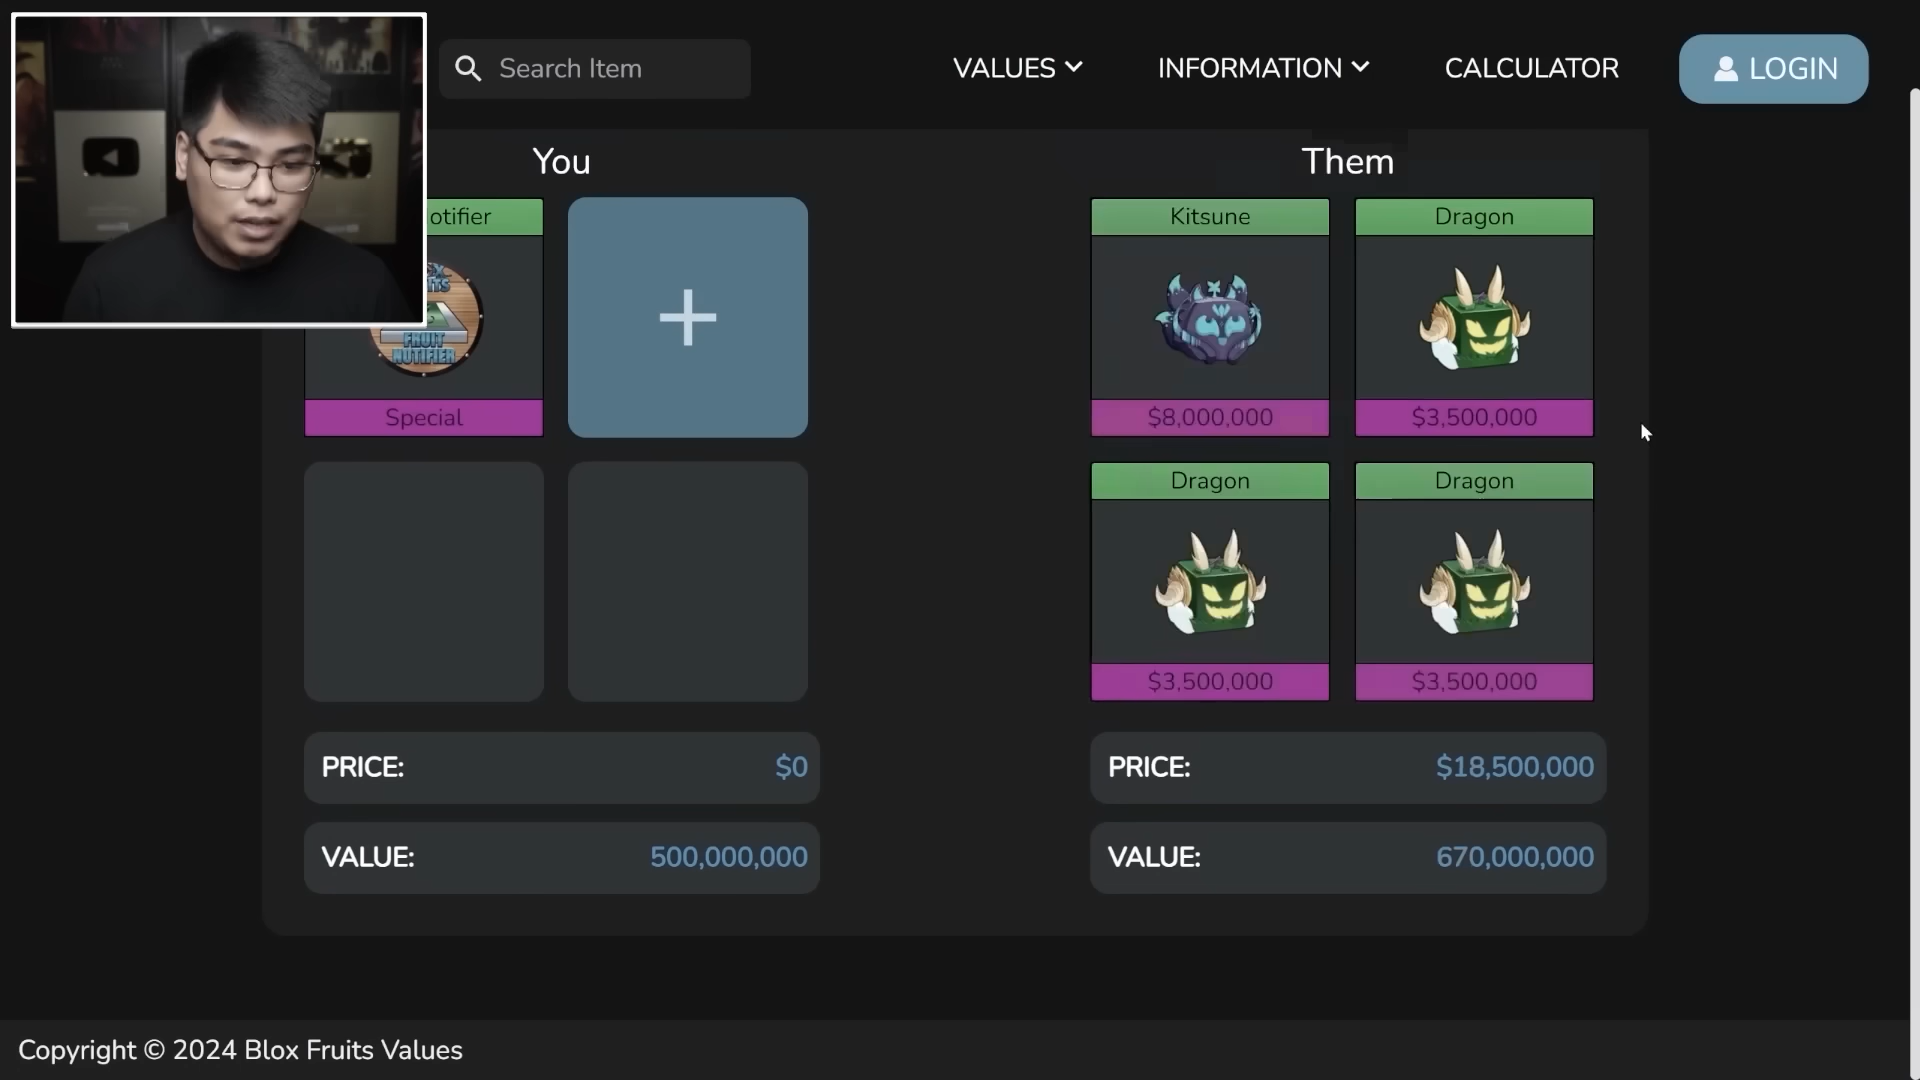 Search Item
VALUES
INFORMATION
CALCULATOR
LOGIN
You
Them
otifier
FRUIT
NOTIFIER
Special
Kitsune
$8,000,000
Dragon
$3,500,000
Dragon
$3,500,000
Dragon
$3,500,000
PRICE: $0
VALUE: 500,000,000
PRICE: $18,500,000
VALUE: 670,000,000
Copyright © 2024 Blox Fruits Values